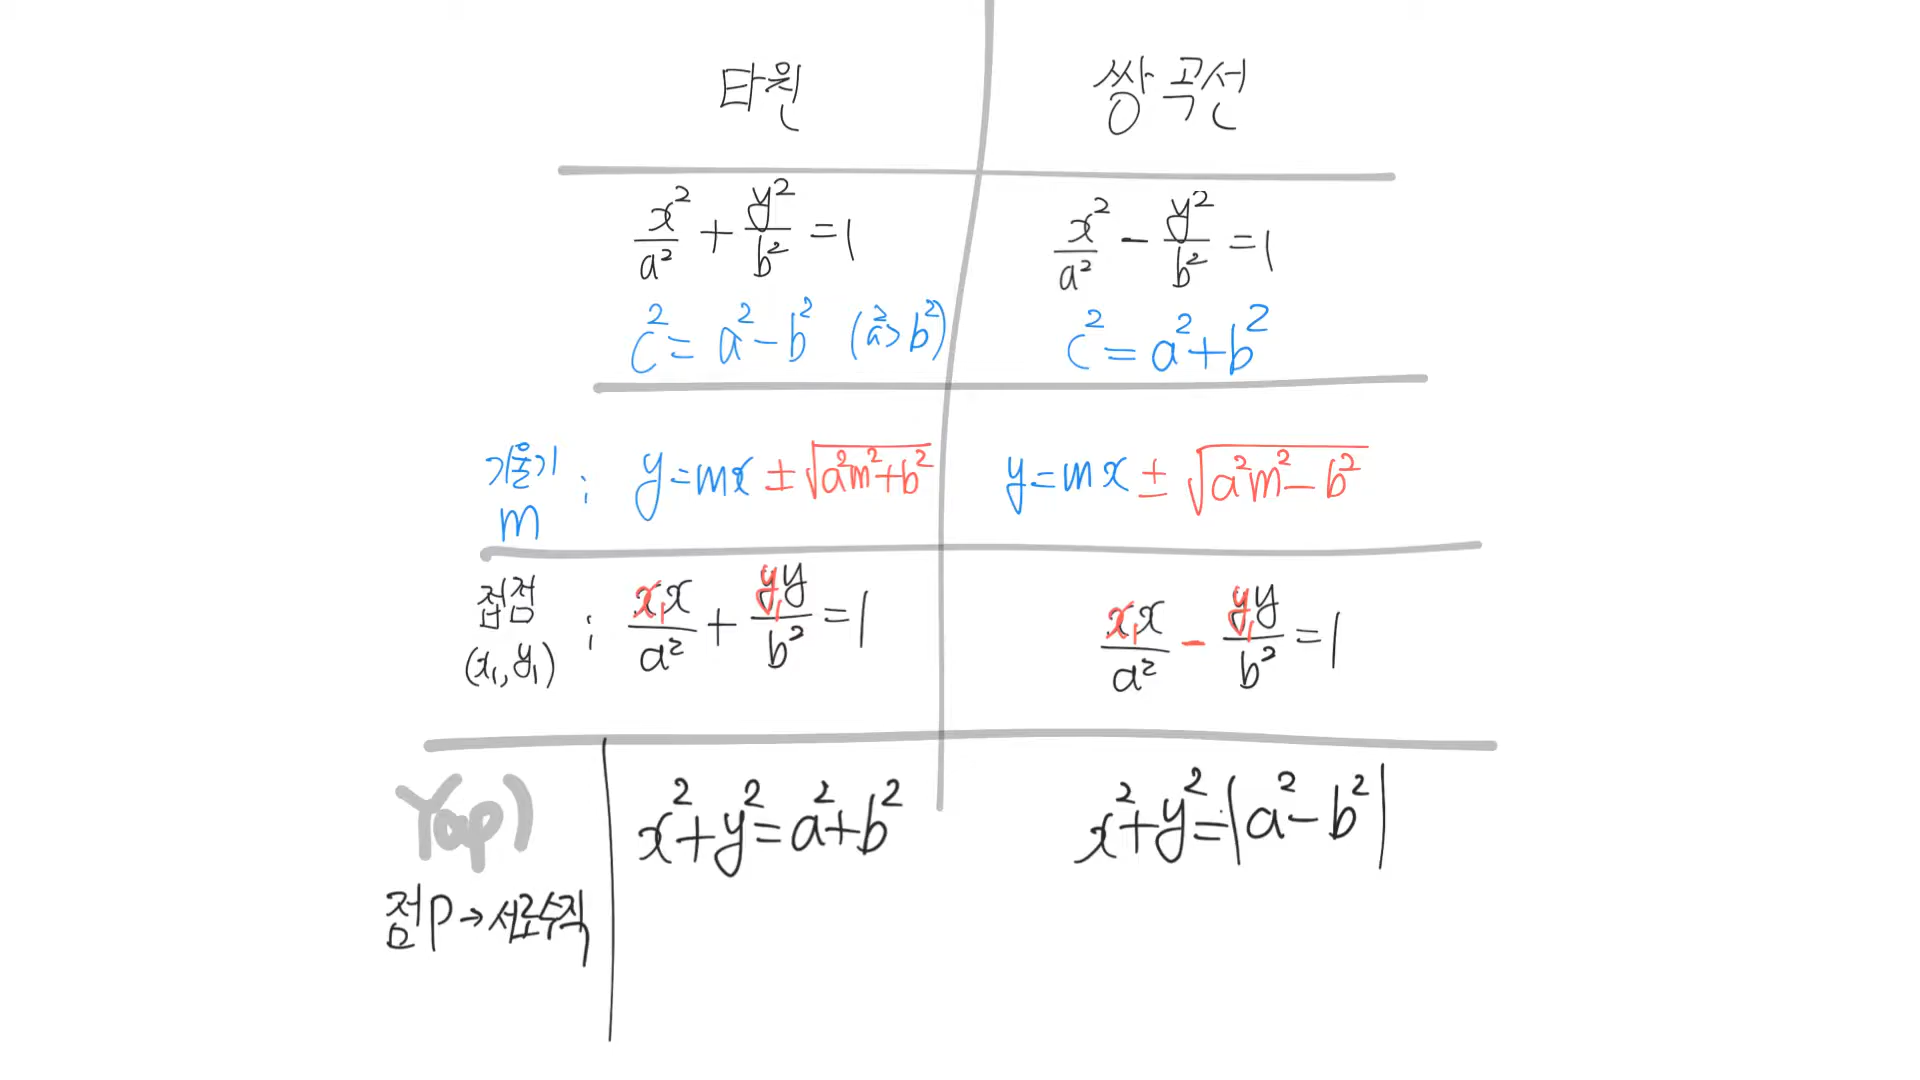 타원 쌍곡선
x²/a² + y²/b² = 1 x²/a² - y²/b² = 1
c² = a² - b² (a² > b²) c² = a² + b²
기울기 m : y = mx ± √(a²m² + b²) y = mx ± √(a²m² - b²)
접점 (x₁, y₁) : x₁x/a² + y₁y/b² = 1 x₁x/a² - y₁y/b² = 1
Yap) x² + y² = a² + b² x² + y² = |a² - b²|
점P → 서로수직